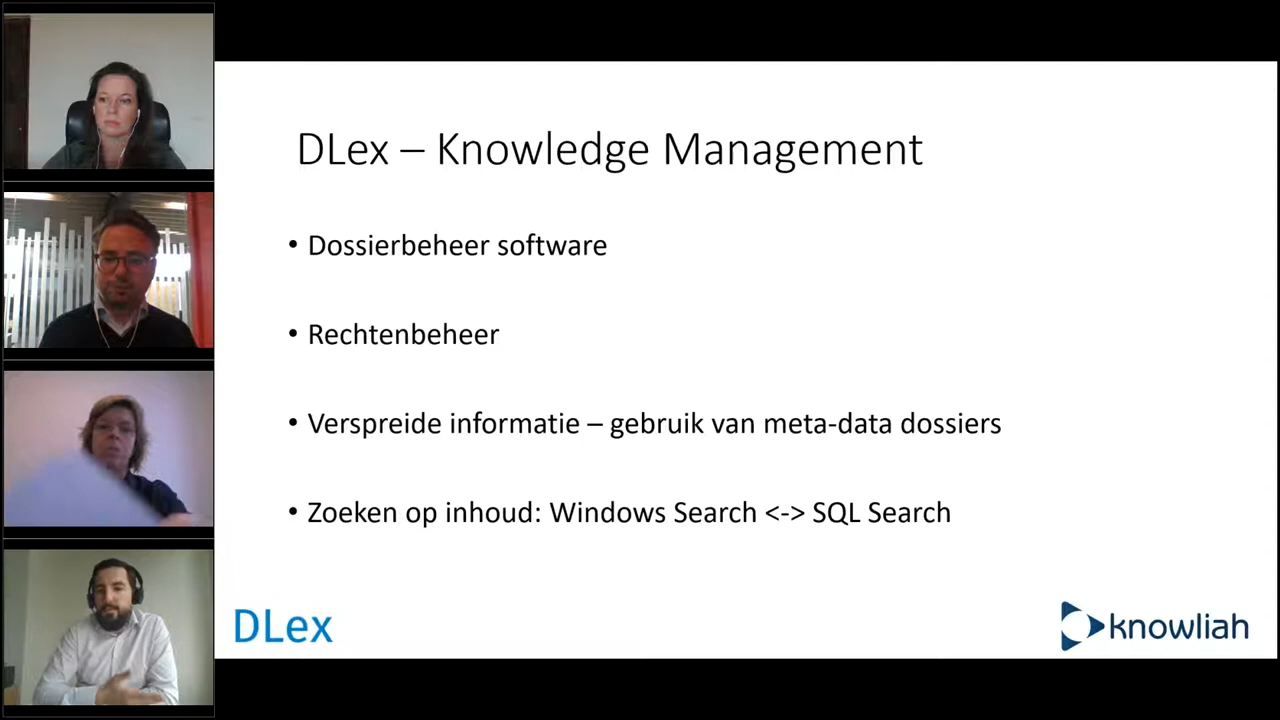 DLex – Knowledge Management
• Dossierbeheer software
• Rechtenbeheer
• Verspreide informatie – gebruik van meta-data dossiers
• Zoeken op inhoud: Windows Search <-> SQL Search
DLex
knowliah